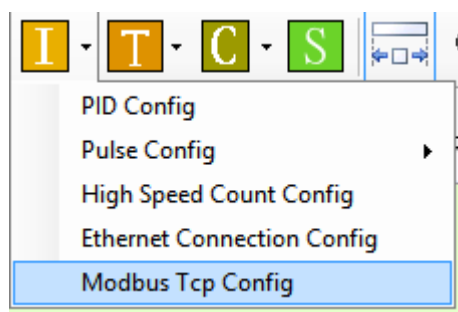 I T C S
PID Config
Pulse Config
High Speed Count Config
Ethernet Connection Config
Modbus Tcp Config